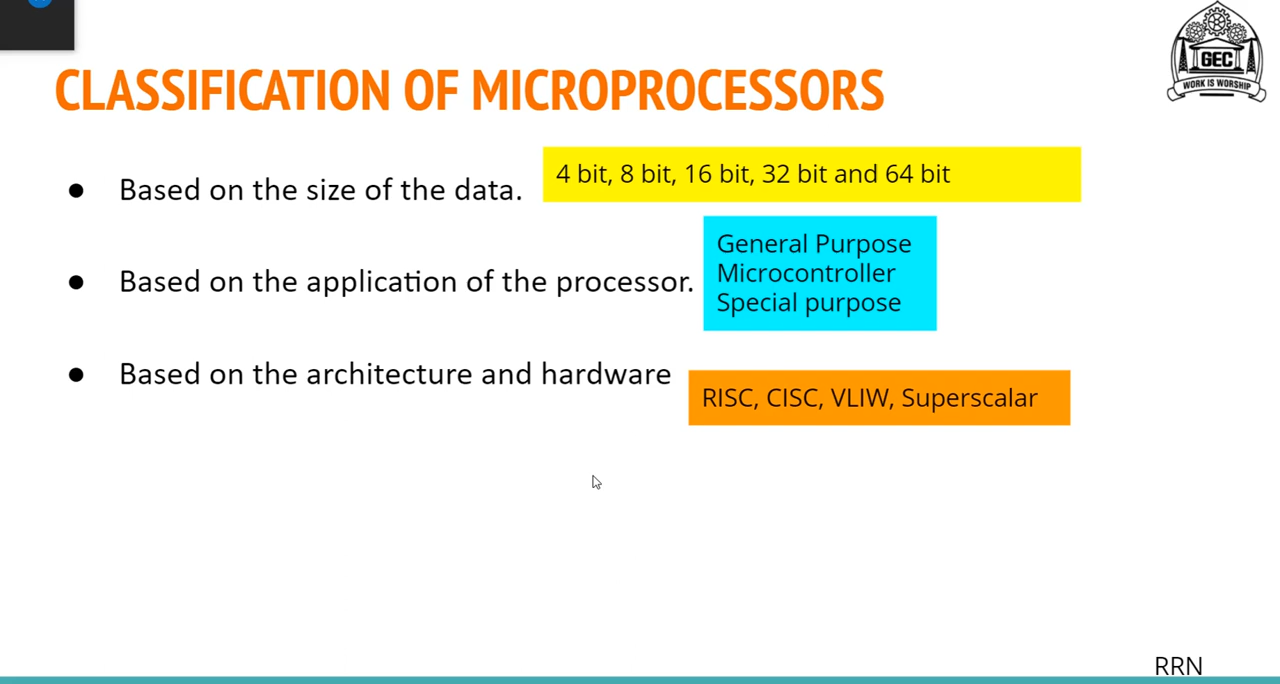 GEC
WORK IS WORSHIP
CLASSIFICATION OF MICROPROCESSORS
● Based on the size of the data.
4 bit, 8 bit, 16 bit, 32 bit and 64 bit
● Based on the application of the processor.
General Purpose
Microcontroller
Special purpose
● Based on the architecture and hardware
RISC, CISC, VLIW, Superscalar
RRN